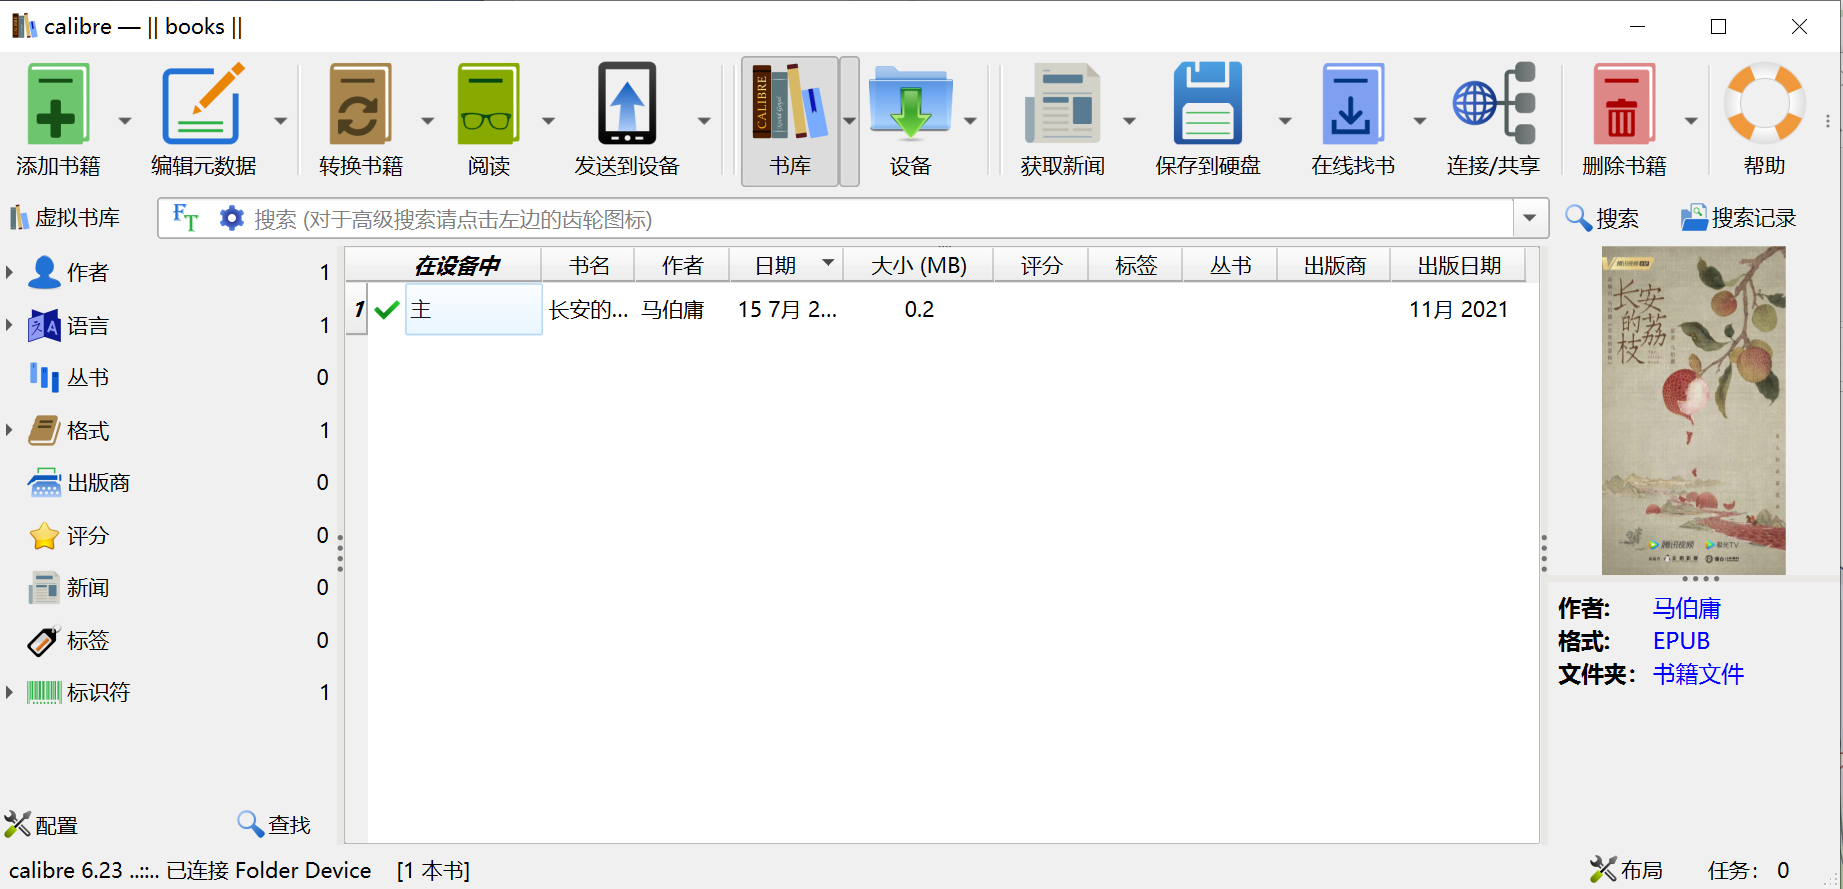 calibre — || books ||
添加书籍 编辑元数据 转换书籍 阅读 发送到设备 书库 设备 获取新闻 保存到硬盘 在线找书 连接/共享 删除书籍 帮助
虚拟书库 FT 搜索 (对于高级搜索请点击左边的齿轮图标) 搜索 搜索记录
作者 1
语言 1
丛书 0
格式 1
出版商 0
评分 0
新闻 0
标签 0
标识符 1
配置 查找
在设备中 书名 作者 日期 大小 (MB) 评分 标签 丛书 出版商 出版日期
1 主 长安的... 马伯庸 15 7月 2... 0.2 11月 2021
长安的荔枝
腾讯视频
作者: 马伯庸
格式: EPUB
文件夹: 书籍文件
calibre 6.23 ..::.. 已连接 Folder Device [1 本书] 布局 任务: 0